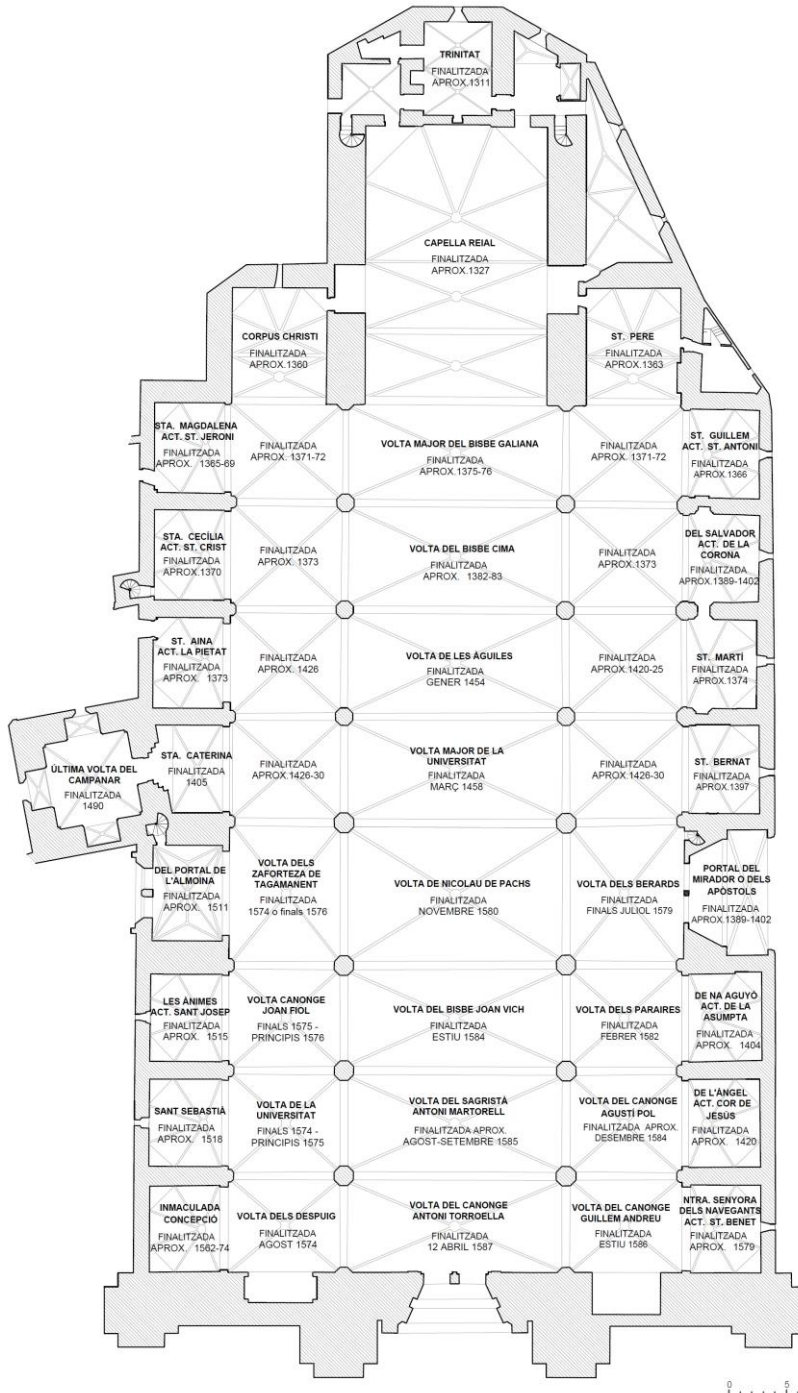 TRINITAT
FINALITZADA
APROX.1311
CAPELLA REIAL
FINALITZADA
APROX.1327
CORPUS CHRISTI
FINALITZADA
APROX.1360
ST. PERE
FINALITZADA
APROX.1363
STA. MAGDALENA
ACT. ST. JERONI
FINALITZADA
APROX. 1365-69
FINALITZADA
APROX. 1371-72
VOLTA MAJOR DEL BISBE GALIANA
FINALITZADA
APROX.1375-76
FINALITZADA
APROX.1371-72
ST. GUILLEM
ACT. ST. ANTONI
FINALITZADA
APROX.1366
STA. CECÍLIA
ACT. ST. CRIST
FINALITZADA
APROX.1370
FINALITZADA
APROX. 1373
VOLTA DEL BISBE CIMA
FINALITZADA
APROX. 1382-83
FINALITZADA
APROX.1373
DEL SALVADOR
ACT. DE LA
CORONA
FINALITZADA
APROX.1389-1402
ST. AINA
ACT. LA PIETAT
FINALITZADA
APROX. 1373
FINALITZADA
APROX. 1426
VOLTA DE LES ÀGUILES
FINALITZADA
GENER 1454
FINALITZADA
APROX.1420-25
ST. MARTÍ
FINALITZADA
APROX.1374
ÚLTIMA VOLTA DEL
CAMPANAR
FINALITZADA
1490
STA. CATERINA
FINALITZADA
1405
FINALITZADA
APROX.1426-30
VOLTA MAJOR DE LA
UNIVERSITAT
FINALITZADA
MARÇ 1458
FINALITZADA
APROX.1426-30
ST. BERNAT
FINALITZADA
APROX.1397
DEL PORTAL DE
L'ALMOINA
FINALITZADA
APROX. 1511
VOLTA DELS
ZAFORTEZA DE
TAGAMANENT
FINALITZADA
1574 o finals 1576
VOLTA DE NICOLAU DE PACHS
FINALITZADA
NOVEMBRE 1580
VOLTA DELS BERARDS
FINALITZADA
FINALS JULIOL 1579
PORTAL DEL
MIRADOR O DELS
APÒSTOLS
FINALITZADA
APROX.1389-1402
LES ÀNIMES
ACT. SANT JOSEP
FINALITZADA
APROX. 1515
VOLTA CANONGE
JOAN FIOL
FINALS 1575 -
PRINCIPIS 1576
VOLTA DEL BISBE JOAN VICH
FINALITZADA
ESTIU 1584
VOLTA DELS PARAIRES
FINALITZADA
FEBRER 1582
DE NA AGUYÓ
ACT. DE LA
ASUMPTA
FINALITZADA
APROX. 1404
SANT SEBASTIÀ
FINALITZADA
APROX. 1518
VOLTA DE LA
UNIVERSITAT
FINALS 1574 -
PRINCIPIS 1575
VOLTA DEL SAGRISTÀ
ANTONI MARTORELL
FINALITZADA APROX.
AGOST-SETEMBRE 1585
VOLTA DEL CANONGE
AGUSTÍ POL
FINALITZADA APROX.
DESEMBRE 1584
DE L'ÀNGEL
ACT. COR DE
JESÚS
FINALITZADA
APROX. 1420
INMACULADA
CONCEPCIÓ
FINALITZADA
APROX. 1562-74
VOLTA DELS DESPUIG
FINALITZADA
AGOST 1574
VOLTA DEL CANONGE
ANTONI TORROELLA
FINALITZADA
12 ABRIL 1587
VOLTA DEL CANONGE
GUILLEM ANDREU
FINALITZADA
ESTIU 1586
NTRA. SENYORA
DELS NAVEGANTS
ACT. ST. BENET
FINALITZADA
APROX. 1579
0 5